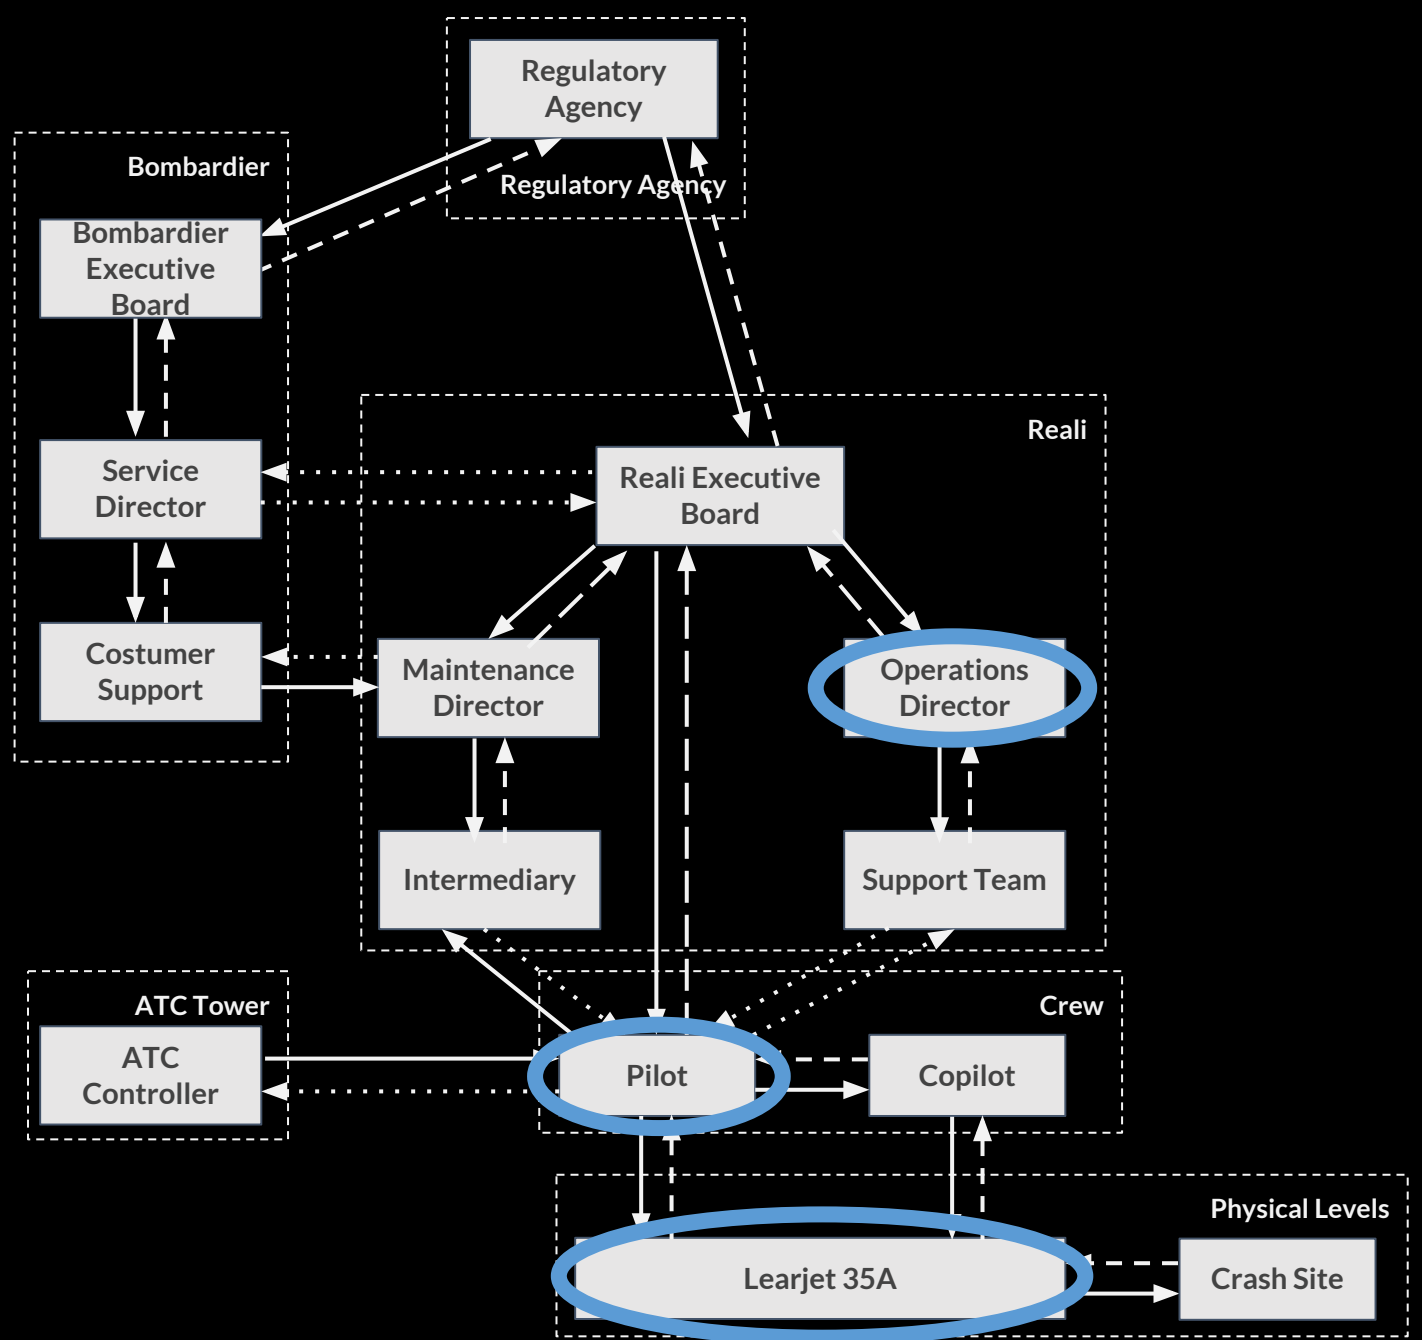 Regulatory
Agency
Regulatory Agency
Bombardier
Bombardier
Executive
Board
Service
Director
Costumer
Support
Reali
Reali Executive
Board
Maintenance
Director
Operations
Director
Intermediary
Support Team
ATC Tower
ATC
Controller
Crew
Pilot
Copilot
Physical Levels
Learjet 35A
Crash Site